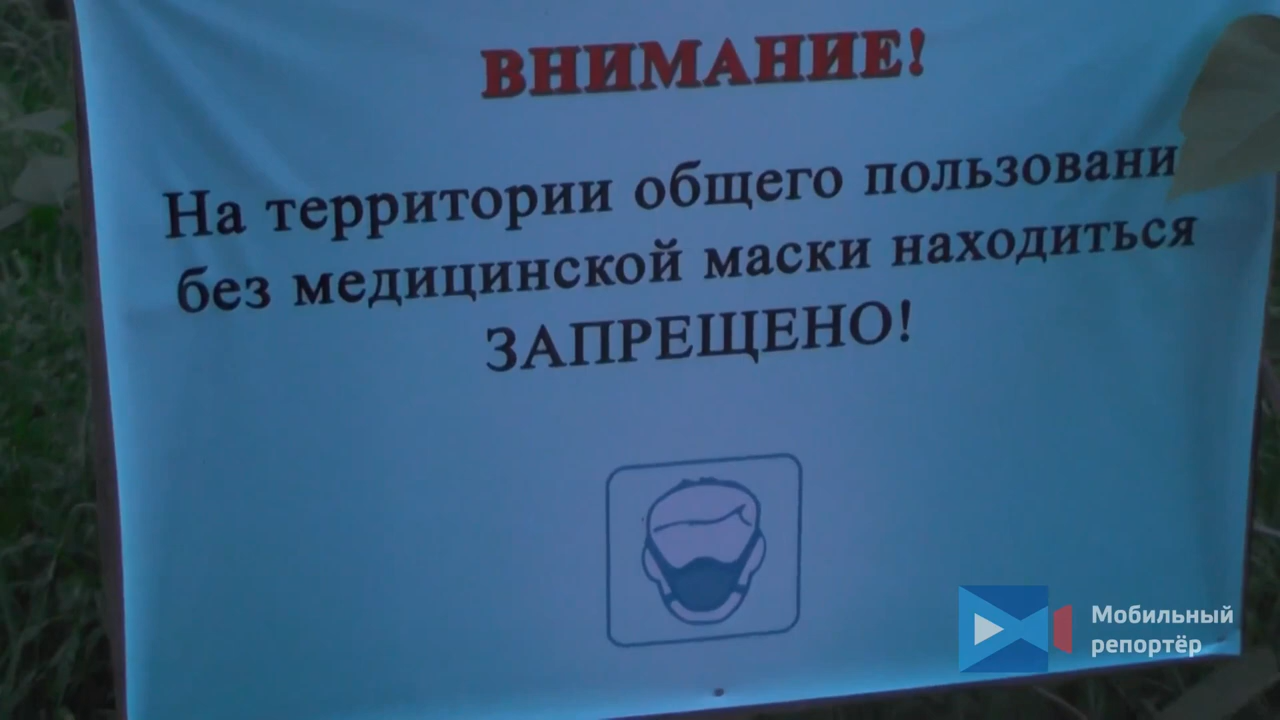 ВНИМАНИЕ!
На территории общего пользовани
без медицинской маски находиться
ЗАПРЕЩЕНО!
Мобильный
репортёр